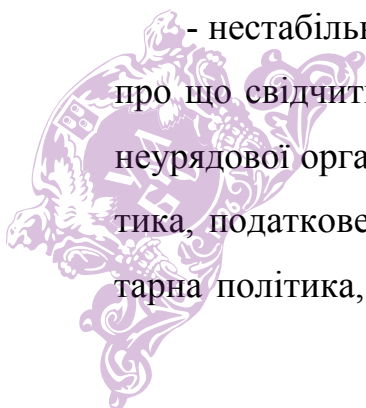 - нестабільн
про що свідчит
неурядової орга
тика, податкове
тарна політика,